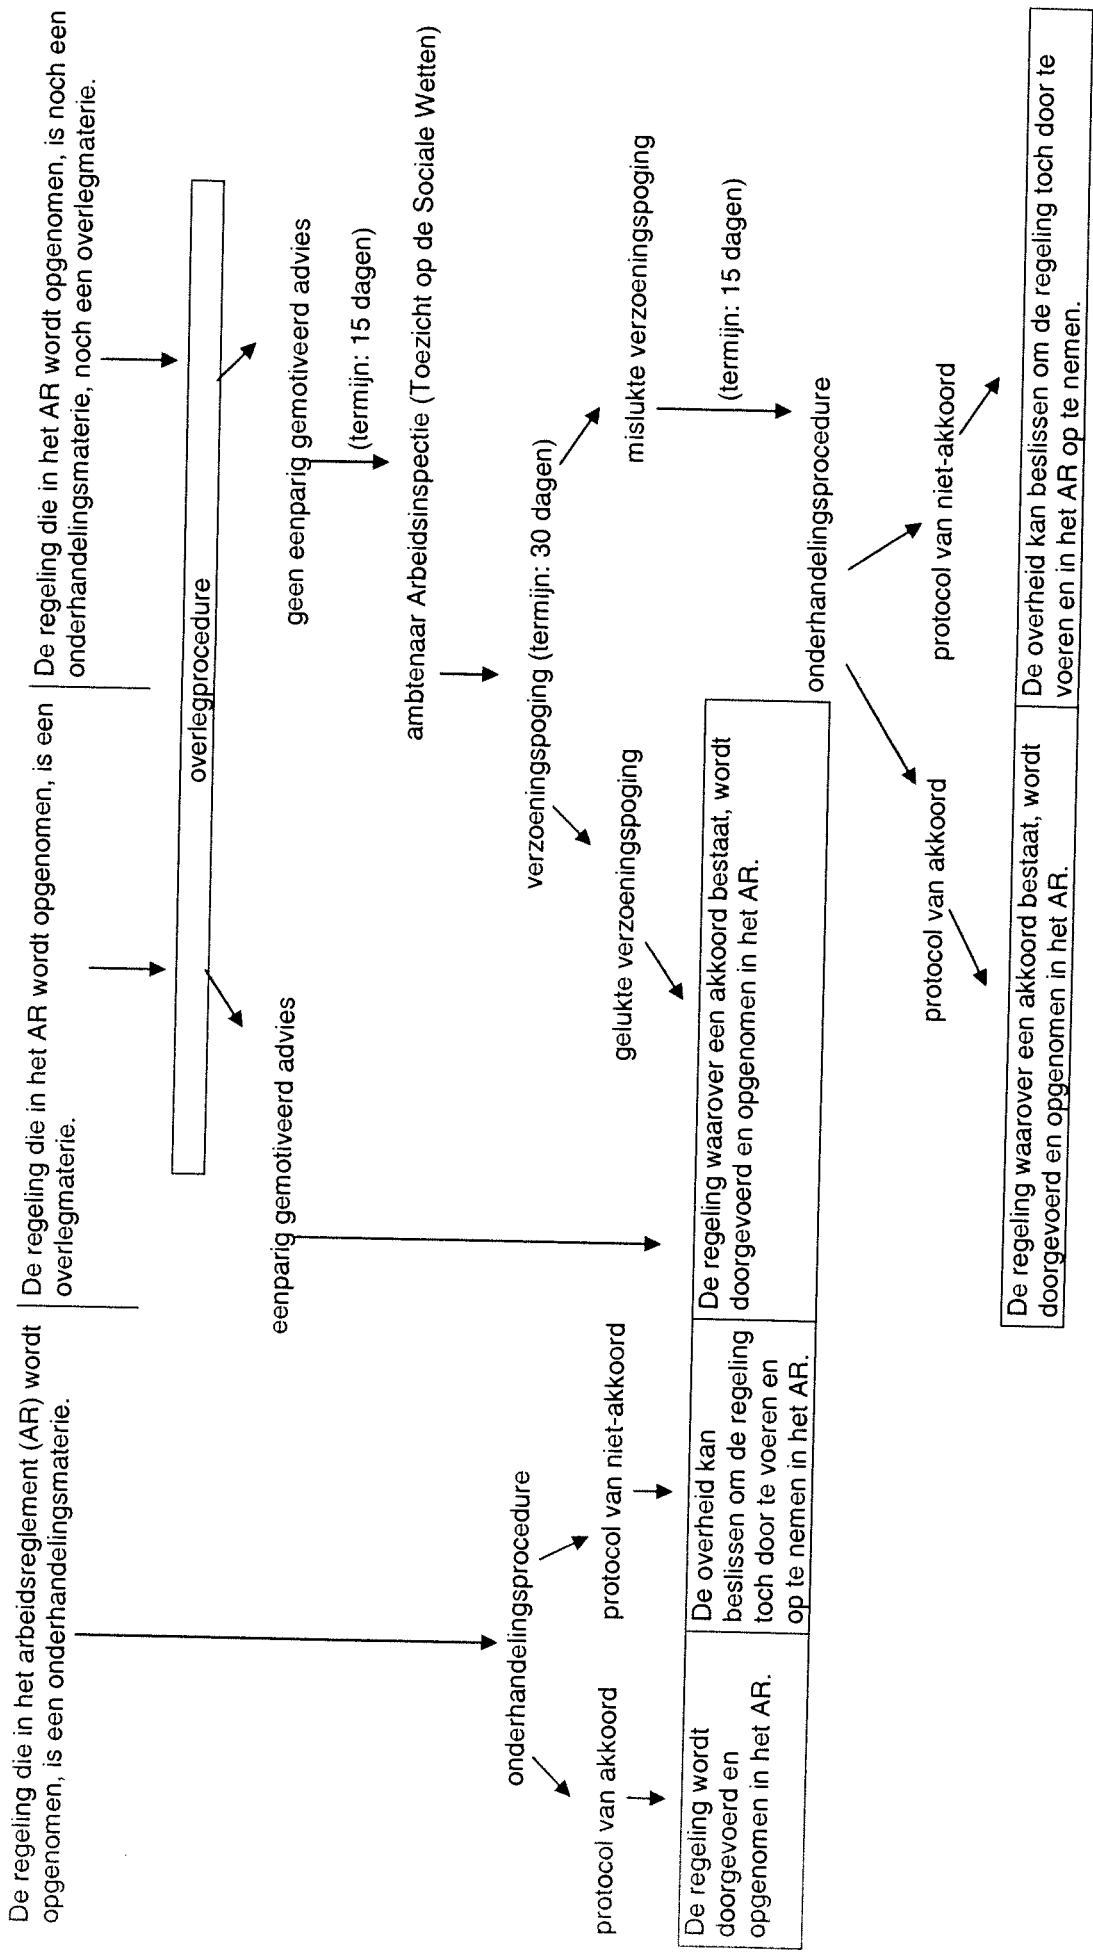 De regeling die in het arbeidsreglement (AR) wordt
opgenomen, is een onderhandelingsmaterie.
De regeling die in het AR wordt opgenomen, is een
overlegmaterie.
De regeling die in het AR wordt opgenomen, is noch een
onderhandelingsmaterie, noch een overlegmaterie.
overlegprocedure
eenparig gemotiveerd advies
geen eenparig gemotiveerd advies
(termijn: 15 dagen)
ambtenaar Arbeidsinspectie (Toezicht op de Sociale Wetten)
onderhandelingsprocedure
verzoeningspoging (termijn: 30 dagen)
protocol van akkoord
protocol van niet-akkoord
gelukte verzoeningspoging
mislukte verzoeningspoging
(termijn: 15 dagen)
De regeling wordt
doorgevoerd en
opgenomen in het AR.
De overheid kan
beslissen om de regeling
toch door te voeren en
op te nemen in het AR.
De regeling waarover een akkoord bestaat, wordt
doorgevoerd en opgenomen in het AR.
onderhandelingsprocedure
protocol van akkoord
protocol van niet-akkoord
De regeling waarover een akkoord bestaat, wordt
doorgevoerd en opgenomen in het AR.
De overheid kan beslissen om de regeling toch door te
voeren en in het AR op te nemen.